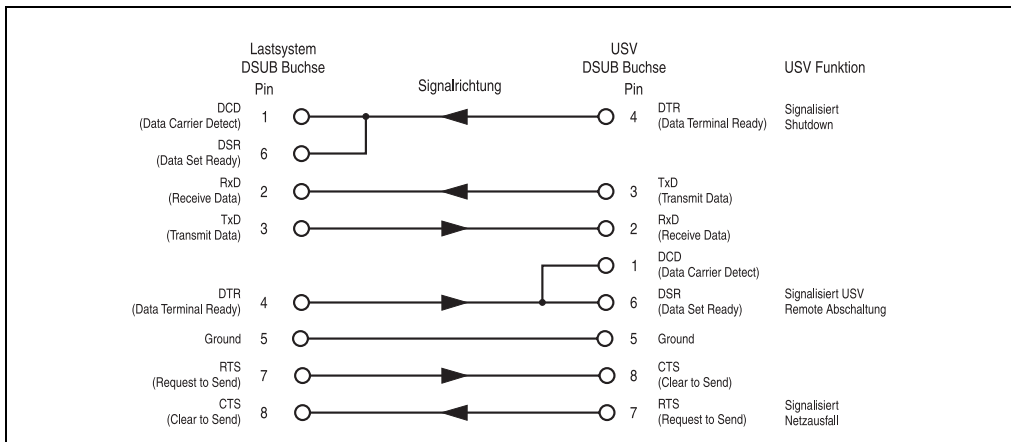 Lastsystem
DSUB Buchse
Pin
Signalrichtung
USV
DSUB Buchse
Pin
USV Funktion
DCD
(Data Carrier Detect)
1
4
DTR
(Data Terminal Ready)
Signalisiert
Shutdown
DSR
(Data Set Ready)
6
RxD
(Receive Data)
2
3
TxD
(Transmit Data)
TxD
(Transmit Data)
3
2
RxD
(Receive Data)
1
DCD
(Data Carrier Detect)
DTR
(Data Terminal Ready)
4
6
DSR
(Data Set Ready)
Signalisiert USV
Remote Abschaltung
Ground
5
5
Ground
RTS
(Request to Send)
7
8
CTS
(Clear to Send)
CTS
(Clear to Send)
8
7
RTS
(Request to Send)
Signalisiert
Netzausfall